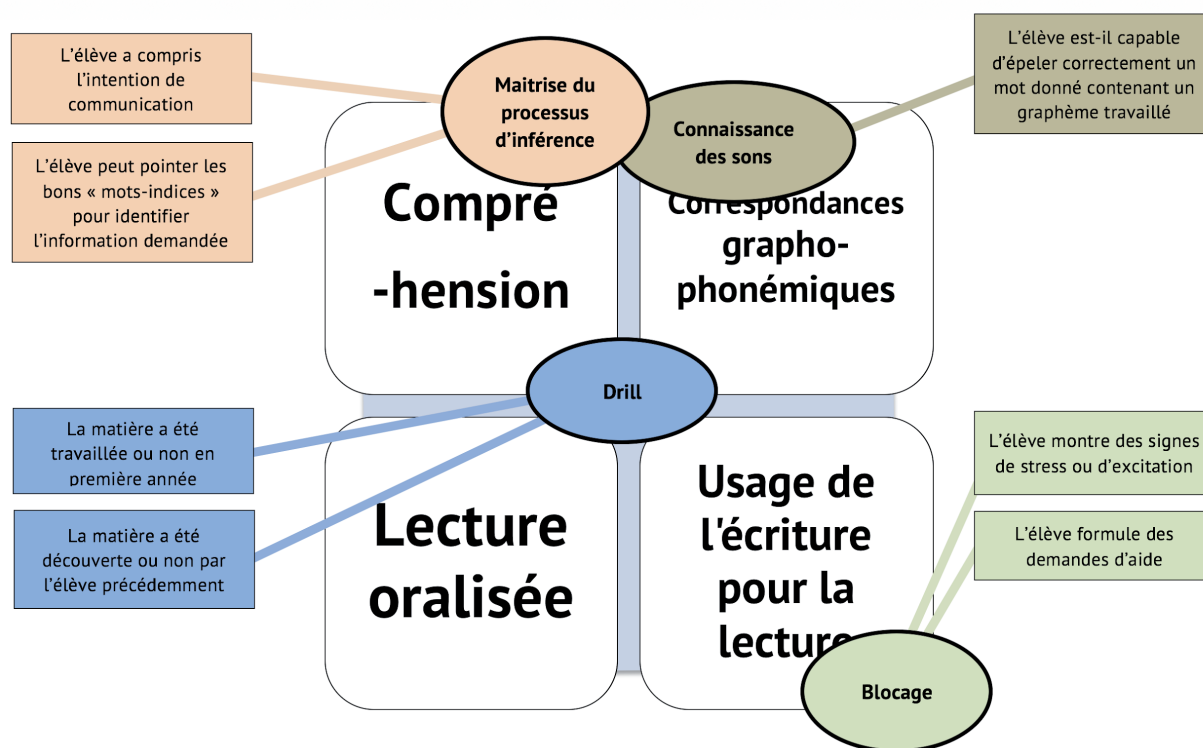 L’élève a compris
l’intention de
communication
L’élève peut pointer les
bons « mots-indices »
pour identifier
l’information demandée
Maitrise du
processus
d’inférence
Connaissance
des sons
L’élève est-il capable
d’épeler correctement un
mot donné contenant un
graphème travaillé
Compré
-hension
Correspondances
grapho-
phonémiques
Drill
La matière a été
travaillée ou non en
première année
La matière a été
découverte ou non par
l’élève précédemment
Lecture
oralisée
Usage de
l'écriture
pour la
lecture
L’élève montre des signes
de stress ou d’excitation
L’élève formule des
demandes d’aide
Blocage